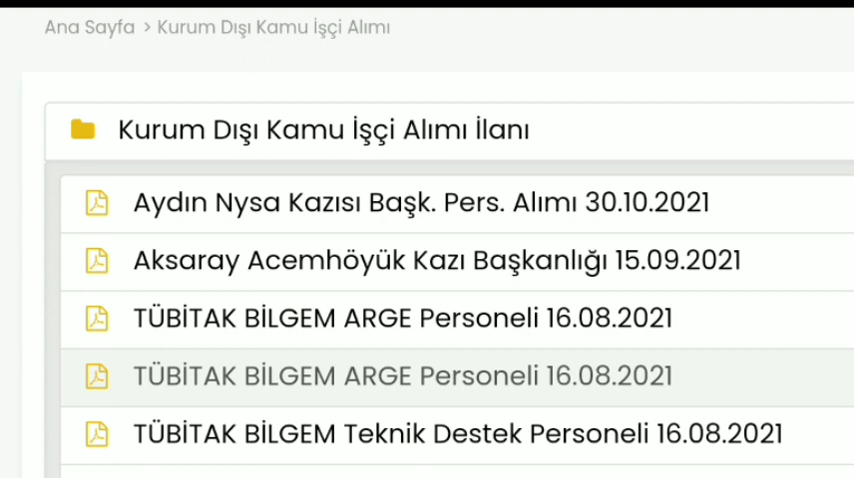 Ana Sayfa > Kurum Dışı Kamu İşçi Alımı
Kurum Dışı Kamu İşçi Alımı İlanı
Aydın Nysa Kazısı Başk. Pers. Alımı 30.10.2021
Aksaray Acemhöyük Kazı Başkanlığı 15.09.2021
TÜBİTAK BİLGEM ARGE Personeli 16.08.2021
TÜBİTAK BİLGEM ARGE Personeli 16.08.2021
TÜBİTAK BİLGEM Teknik Destek Personeli 16.08.2021